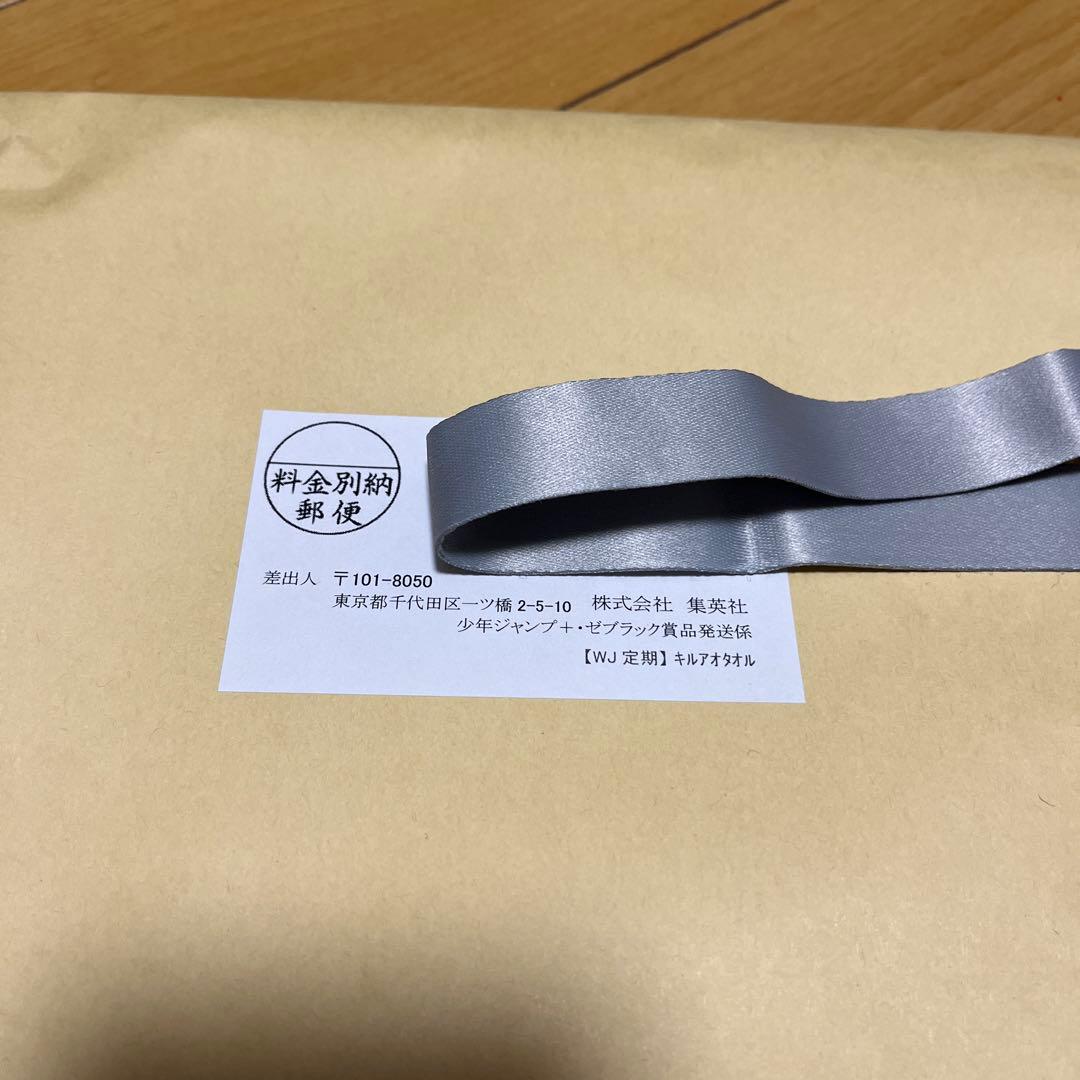 料金別納
郵便
差出人 〒101-8050
東京都千代田区一ツ橋2-5-10 株式会社 集英社
少年ジャンプ＋・ゼブラック賞品発送係
【WJ定期】ｷﾙｱｵﾀｵﾙ